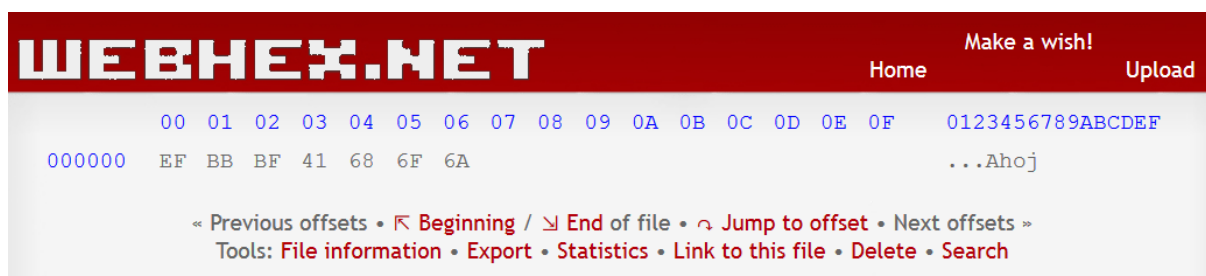 WEBHEX.NET
Make a wish!
Home Upload
00 01 02 03 04 05 06 07 08 09 0A 0B 0C 0D 0E 0F 0123456789ABCDEF
000000 EF BB BF 41 68 6F 6A ...Ahoj
« Previous offsets • ⇱ Beginning / ⇲ End of file • ↷ Jump to offset • Next offsets »
Tools: File information • Export • Statistics • Link to this file • Delete • Search